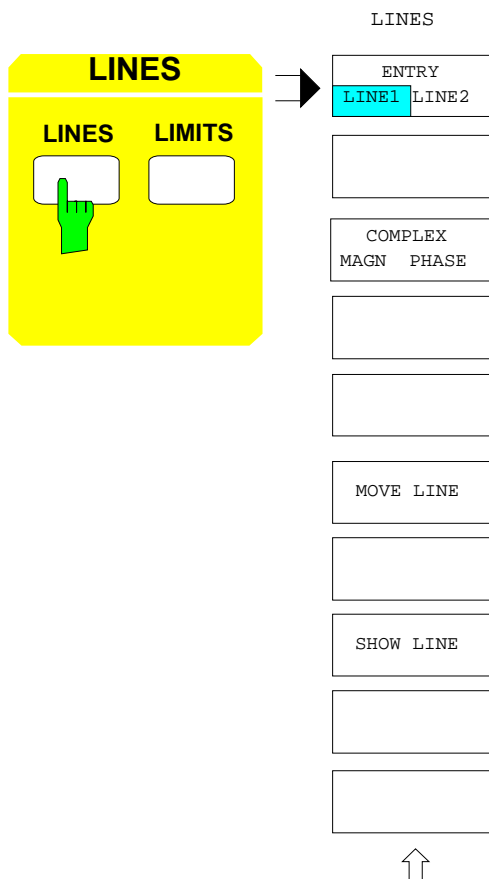 LINES
LINES
LINES LIMITS
ENTRY
LINE1 LINE2
COMPLEX
MAGN PHASE
MOVE LINE
SHOW LINE